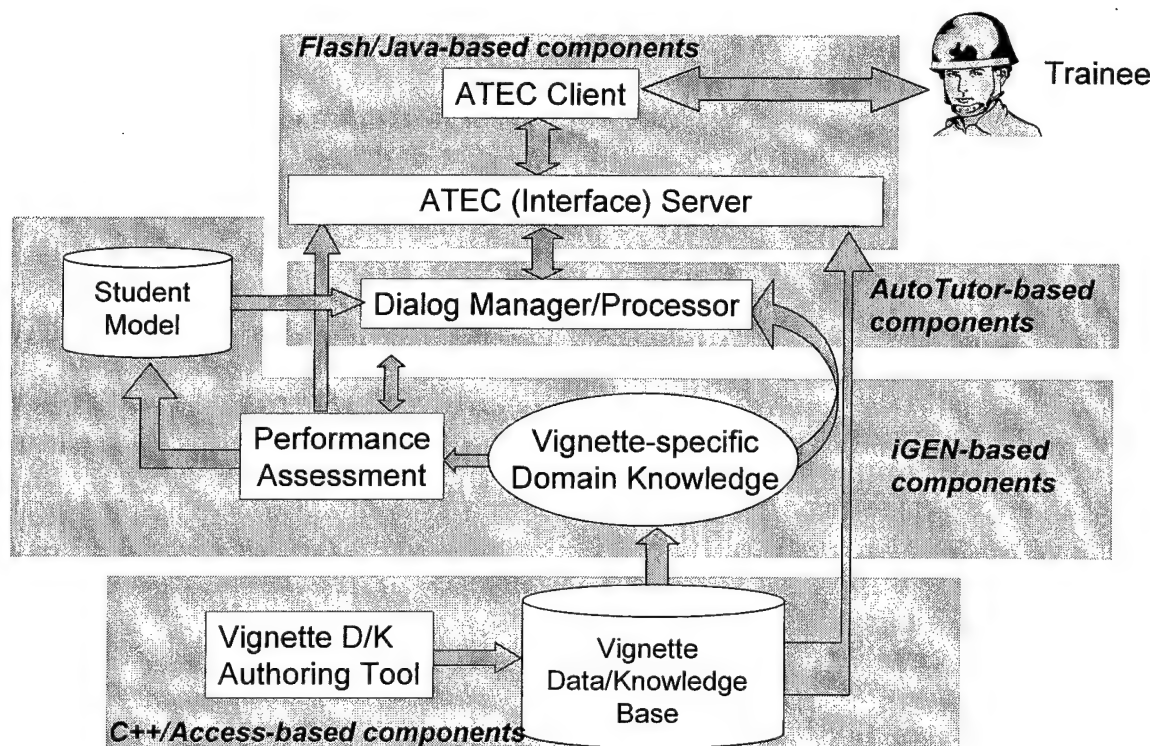 Flash/Java-based components
ATEC Client
Trainee
ATEC (Interface) Server
Student
Model
Dialog Manager/Processor
AutoTutor-based
components
Performance
Assessment
Vignette-specific
Domain Knowledge
iGEN-based
components
Vignette D/K
Authoring Tool
Vignette
Data/Knowledge
Base
C++/Access-based components